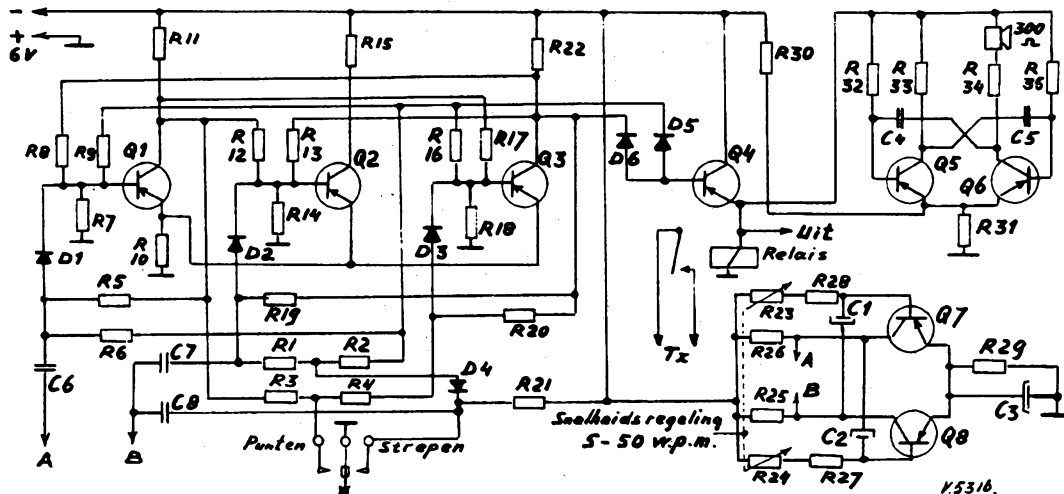 -
+
6V
R11
R15
R22
R30
300
Ω
R
32
R
33
R
34
R
36
C4
C5
R8
R9
Q1
R
12
R
13
Q2
R
16
R17
Q3
D6
D5
Q4
Q5
Q6
R7
R
10
R14
R18
D1
D2
D3
Uit
Relais
R31
R5
R19
R20
R6
R1
R2
C6
C7
R3
R4
D4
C8
R21
Tx
R23
R28
C1
Q7
R26
A
R29
R25
B
C2
C3
Q8
R24
R27
A
B
Punten
Strepen
Snelheids regeling
5-50 w.p.m.
V.531b.